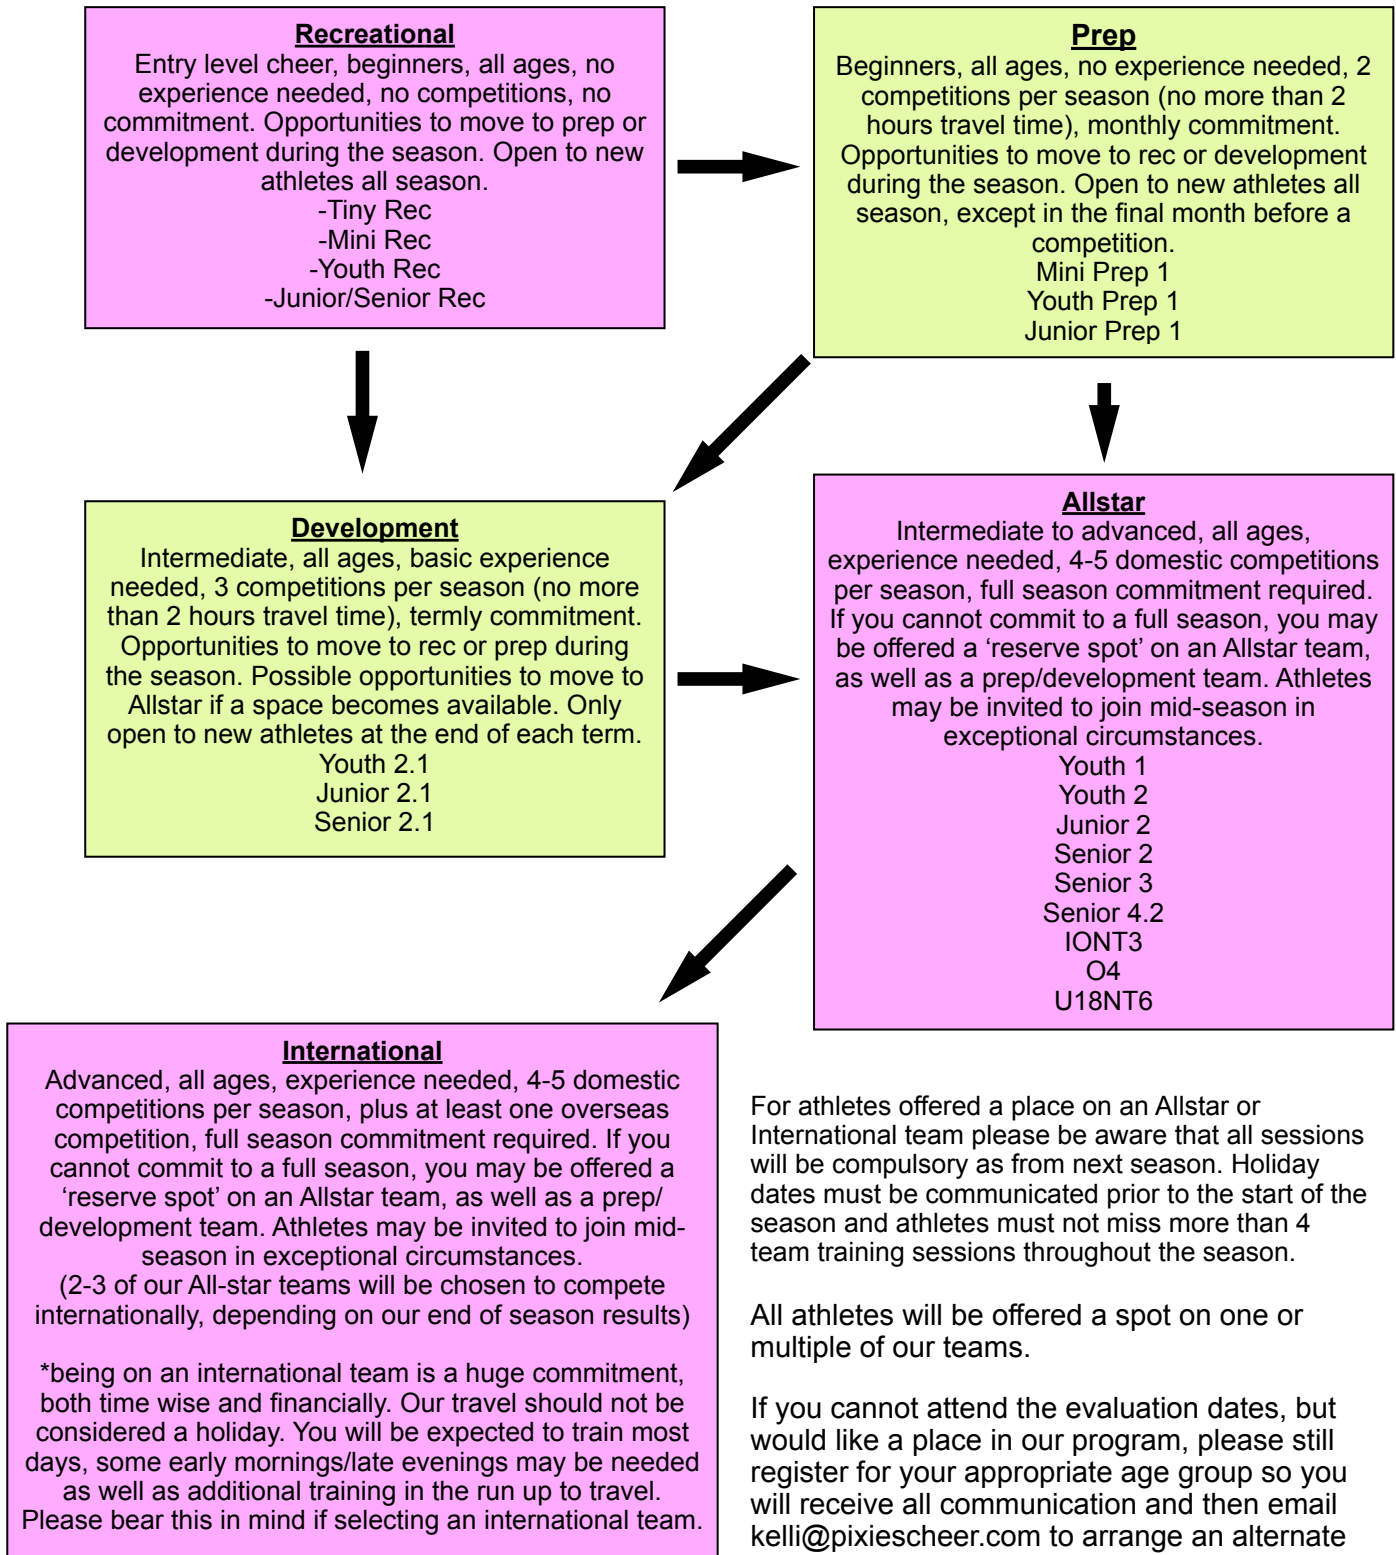 Recreational
Entry level cheer, beginners, all ages, no
experience needed, no competitions, no
commitment. Opportunities to move to prep or
development during the season. Open to new
athletes all season.
-Tiny Rec
-Mini Rec
-Youth Rec
-Junior/Senior Rec
Prep
Beginners, all ages, no experience needed, 2
competitions per season (no more than 2
hours travel time), monthly commitment.
Opportunities to move to rec or development
during the season. Open to new athletes all
season, except in the final month before a
competition.
Mini Prep 1
Youth Prep 1
Junior Prep 1
Development
Intermediate, all ages, basic experience
needed, 3 competitions per season (no more
than 2 hours travel time), termly commitment.
Opportunities to move to rec or prep during
the season. Possible opportunities to move to
Allstar if a space becomes available. Only
open to new athletes at the end of each term.
Youth 2.1
Junior 2.1
Senior 2.1
Allstar
Intermediate to advanced, all ages,
experience needed, 4-5 domestic competitions
per season, full season commitment required.
If you cannot commit to a full season, you may
be offered a ‘reserve spot’ on an Allstar team,
as well as a prep/development team. Athletes
may be invited to join mid-season in
exceptional circumstances.
Youth 1
Youth 2
Junior 2
Senior 2
Senior 3
Senior 4.2
IONT3
O4
U18NT6
International
Advanced, all ages, experience needed, 4-5 domestic
competitions per season, plus at least one overseas
competition, full season commitment required. If you
cannot commit to a full season, you may be offered a
‘reserve spot’ on an Allstar team, as well as a prep/
development team. Athletes may be invited to join mid-
season in exceptional circumstances.
(2-3 of our All-star teams will be chosen to compete
internationally, depending on our end of season results)
*being on an international team is a huge commitment,
both time wise and financially. Our travel should not be
considered a holiday. You will be expected to train most
days, some early mornings/late evenings may be needed
as well as additional training in the run up to travel.
Please bear this in mind if selecting an international team.
For athletes offered a place on an Allstar or
International team please be aware that all sessions
will be compulsory as from next season. Holiday
dates must be communicated prior to the start of the
season and athletes must not miss more than 4
team training sessions throughout the season.
All athletes will be offered a spot on one or
multiple of our teams.
If you cannot attend the evaluation dates, but
would like a place in our program, please still
register for your appropriate age group so you
will receive all communication and then email
kelli@pixiescheer.com to arrange an alternate